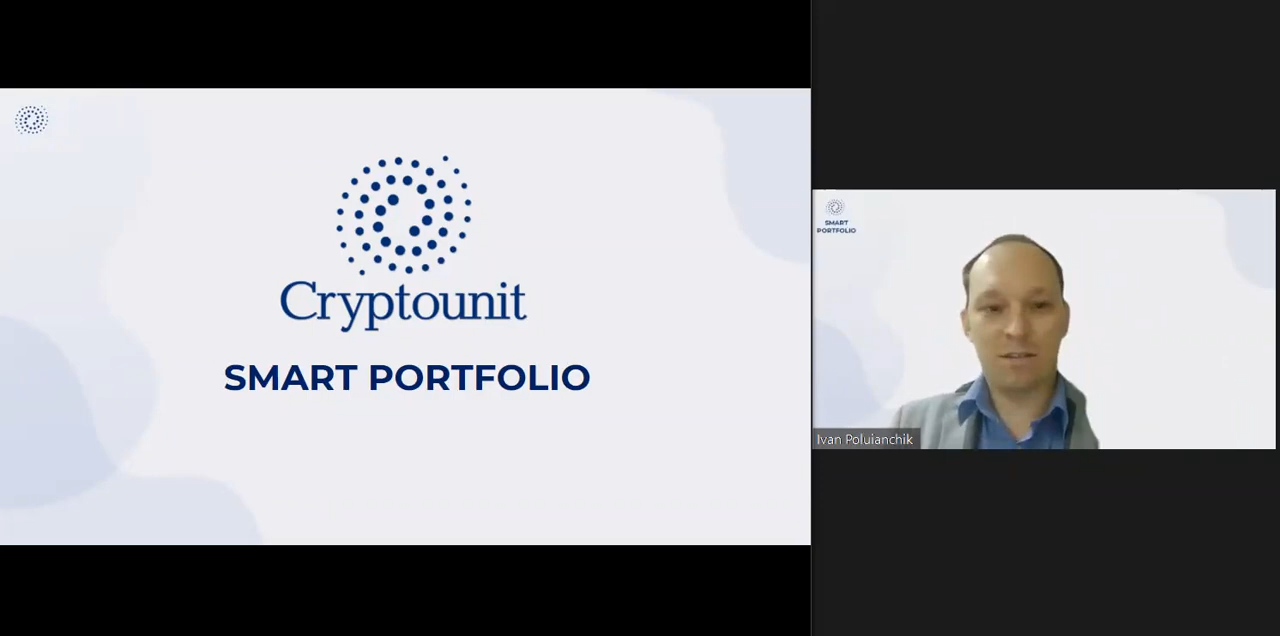 Cryptounit
SMART PORTFOLIO
SMART
PORTFOLIO
Ivan Poluianchik